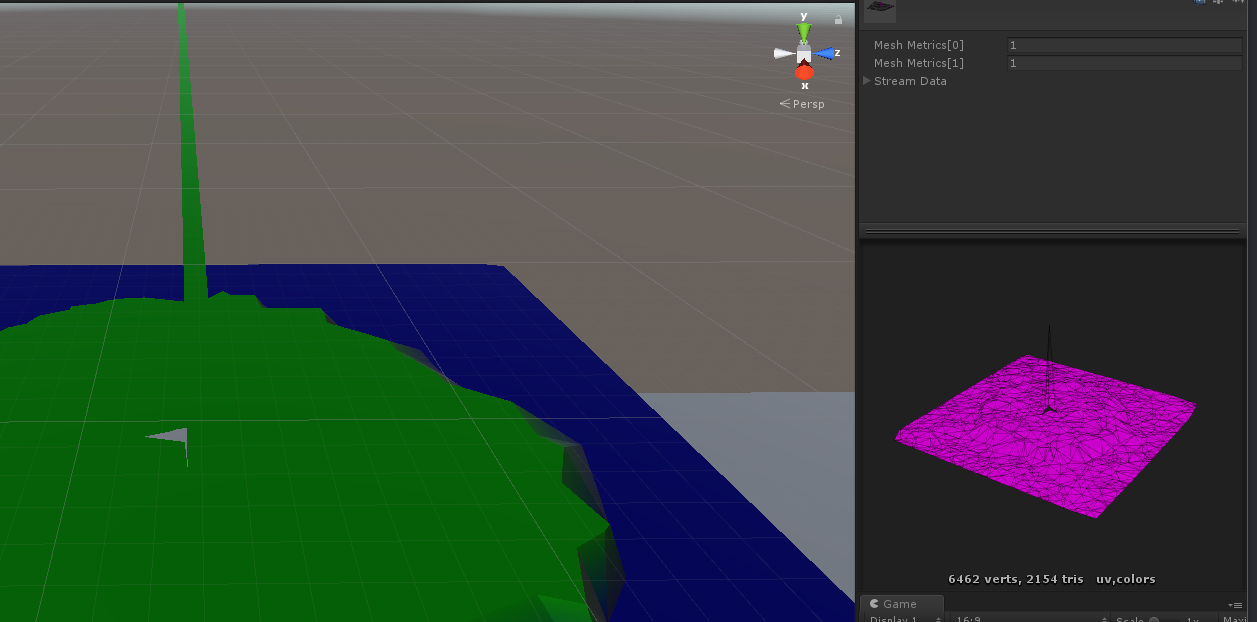 y
z
x
Persp
Mesh Metrics[0] 1
Mesh Metrics[1] 1
Stream Data
6462 verts, 2154 tris   uv,colors
Game
Display 1 16:9 Scale 1x Maxi